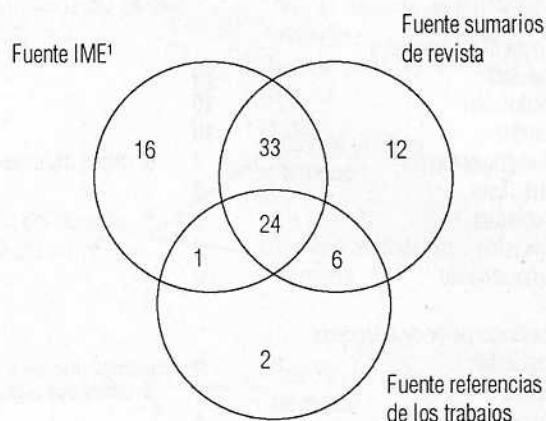 Fuente IME¹
Fuente sumarios
de revista
16
33
12
24
1
6
2
Fuente referencias
de los trabajos